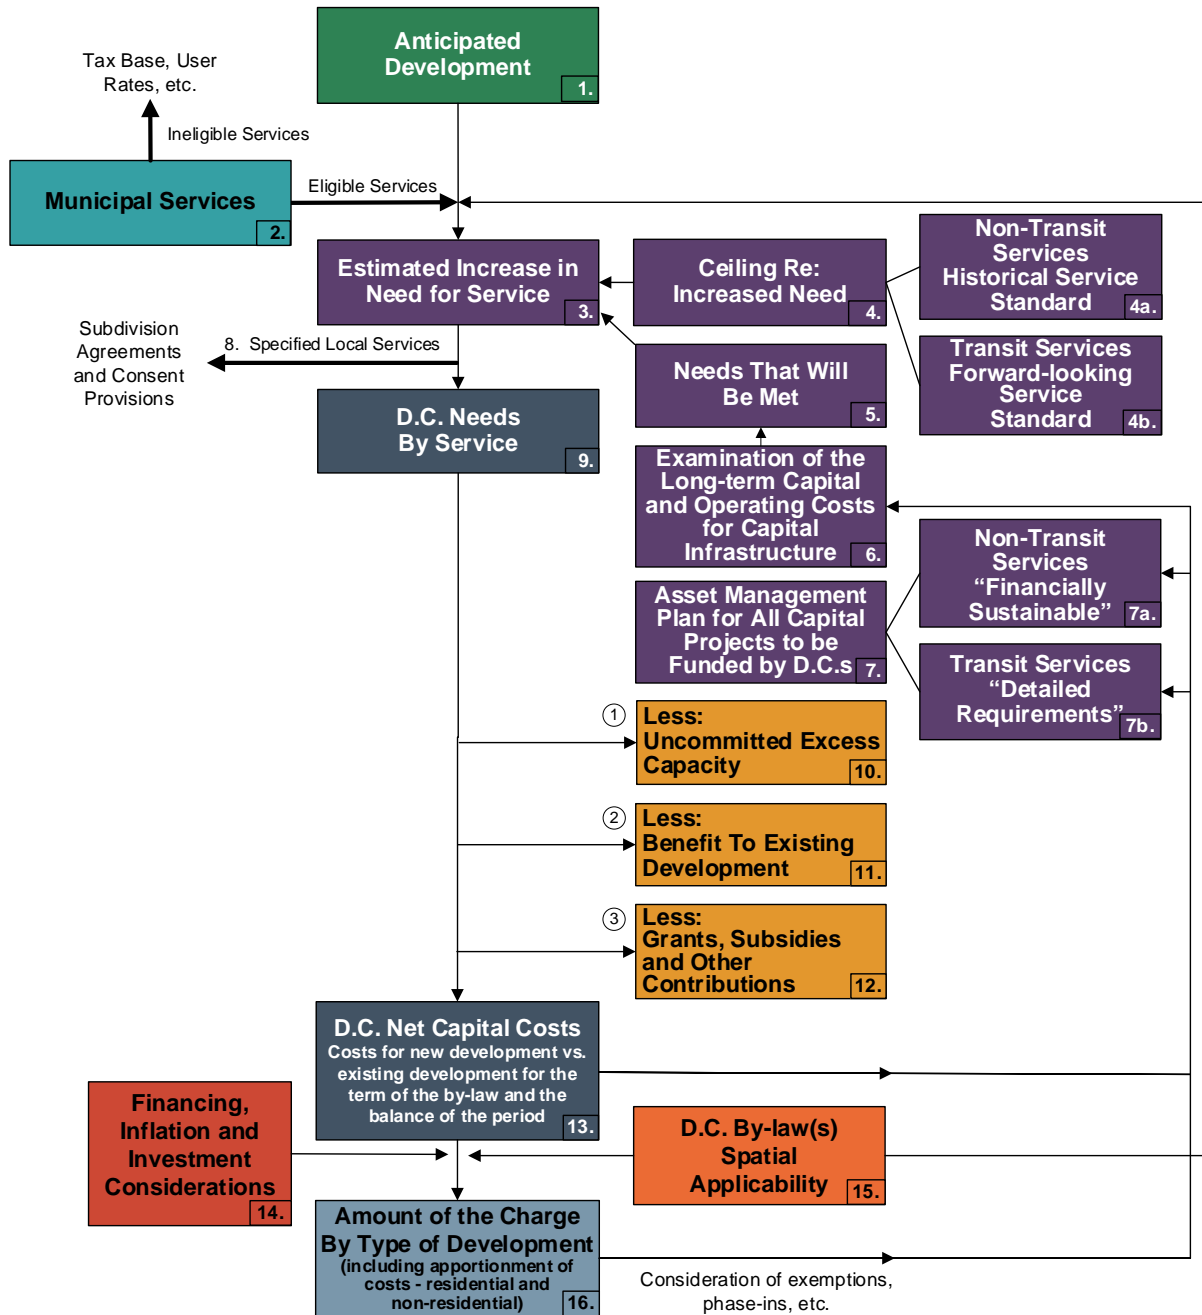 Anticipated
Development
1.
Tax Base, User
Rates, etc.
Ineligible Services
Municipal Services
2.
Eligible Services
Estimated Increase in
Need for Service
3.
Ceiling Re:
Increased Need
4.
Non-Transit
Services
Historical Service
Standard
4a.
Transit Services
Forward-looking
Service
Standard
4b.
Subdivision
Agreements
and Consent
Provisions
8. Specified Local Services
Needs That Will
Be Met
5.
D.C. Needs
By Service
9.
Examination of the
Long-term Capital
and Operating Costs
for Capital
Infrastructure
6.
Non-Transit
Services
“Financially
Sustainable”
7a.
Asset Management
Plan for All Capital
Projects to be
Funded by D.C.s
7.
Transit Services
“Detailed
Requirements”
7b.
1
Less:
Uncommitted Excess
Capacity
10.
2
Less:
Benefit To Existing
Development
11.
3
Less:
Grants, Subsidies
and Other
Contributions
12.
D.C. Net Capital Costs
Costs for new development vs.
existing development for the
term of the by-law and the
balance of the period
13.
Financing,
Inflation and
Investment
Considerations
14.
D.C. By-law(s)
Spatial
Applicability
15.
Amount of the Charge
By Type of Development
(including apportionment of
costs - residential and
non-residential)
16.
Consideration of exemptions,
phase-ins, etc.